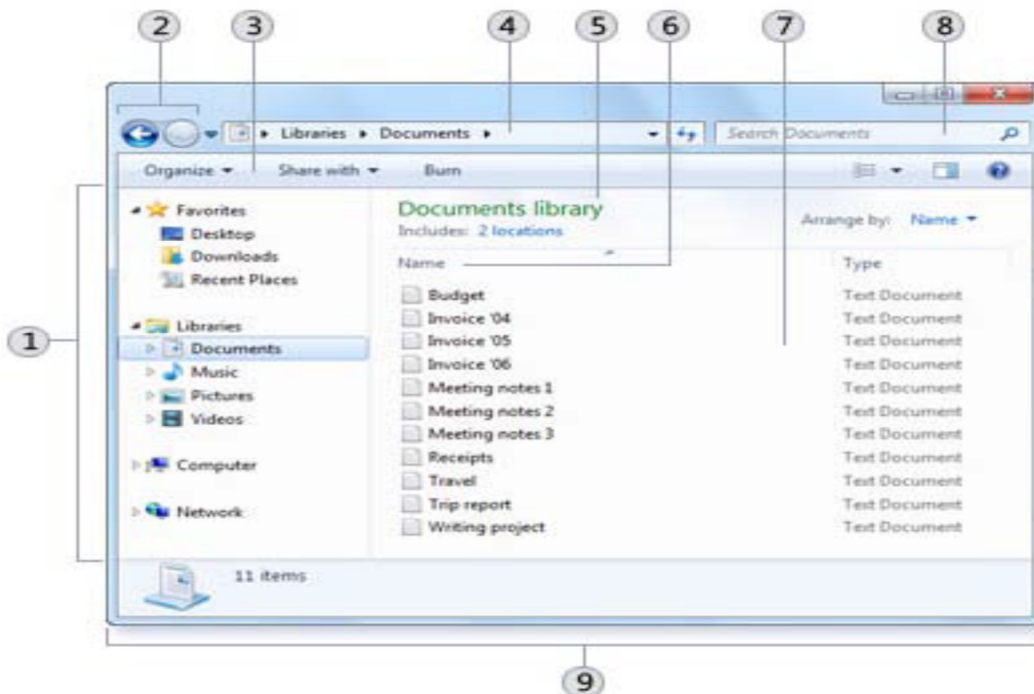 2 3 4 5 6 7 8
Libraries Documents Search Documents
Organize Share with Burn
Favorites
Desktop
Downloads
Recent Places
Libraries
Documents
Music
Pictures
Videos
Computer
Network
1
Documents library
Includes: 2 locations
Arrange by: Name
Name Type
Budget Text Document
Invoice '04 Text Document
Invoice '05 Text Document
Invoice '06 Text Document
Meeting notes 1 Text Document
Meeting notes 2 Text Document
Meeting notes 3 Text Document
Receipts Text Document
Travel Text Document
Trip report Text Document
Writing project Text Document
11 items
9